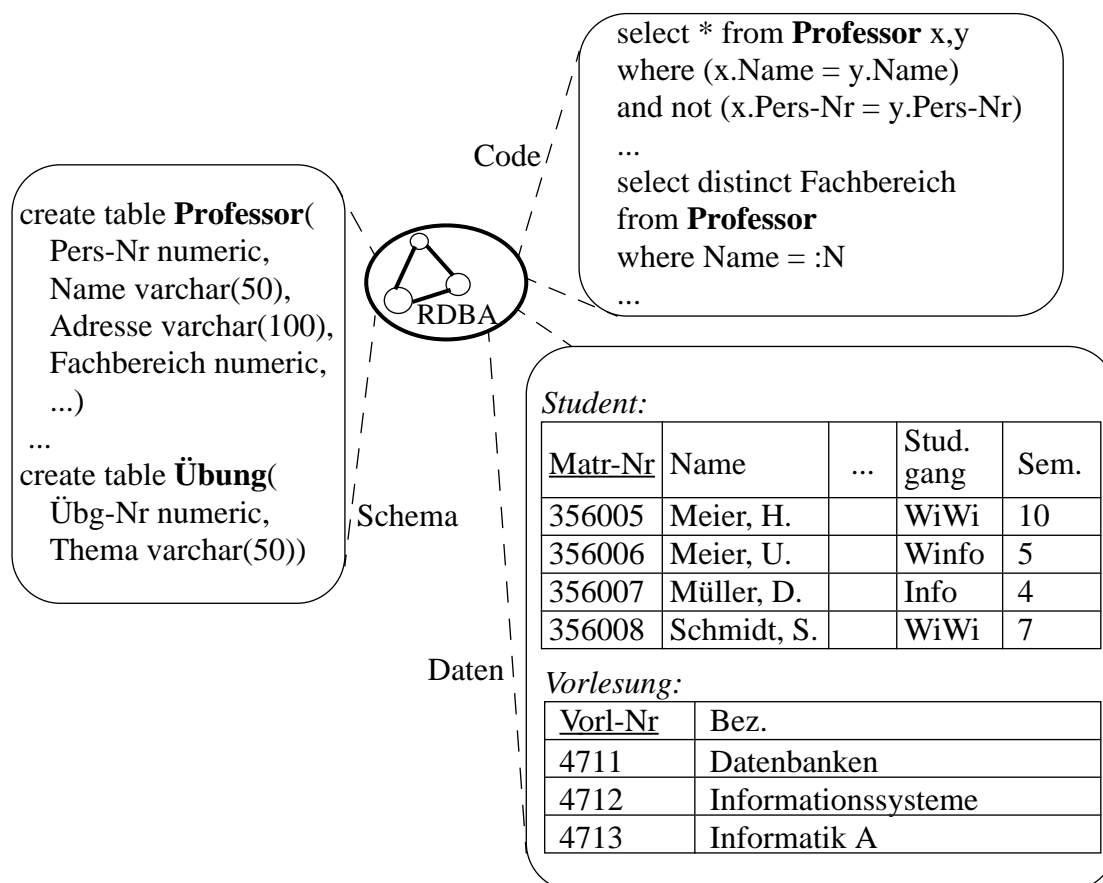 select * from Professor x,y
where (x.Name = y.Name)
and not (x.Pers-Nr = y.Pers-Nr)
...
select distinct Fachbereich
from Professor
where Name = :N
...
Code
create table Professor(
Pers-Nr numeric,
Name varchar(50),
Adresse varchar(100),
Fachbereich numeric,
...)
...
create table Übung(
Übg-Nr numeric,
Thema varchar(50))
RDBA
Schema
Daten
Student:
Matr-Nr Name ... Stud. gang Sem.
356005 Meier, H. WiWi 10
356006 Meier, U. Winfo 5
356007 Müller, D. Info 4
356008 Schmidt, S. WiWi 7
Vorlesung:
Vorl-Nr Bez.
4711 Datenbanken
4712 Informationssysteme
4713 Informatik A